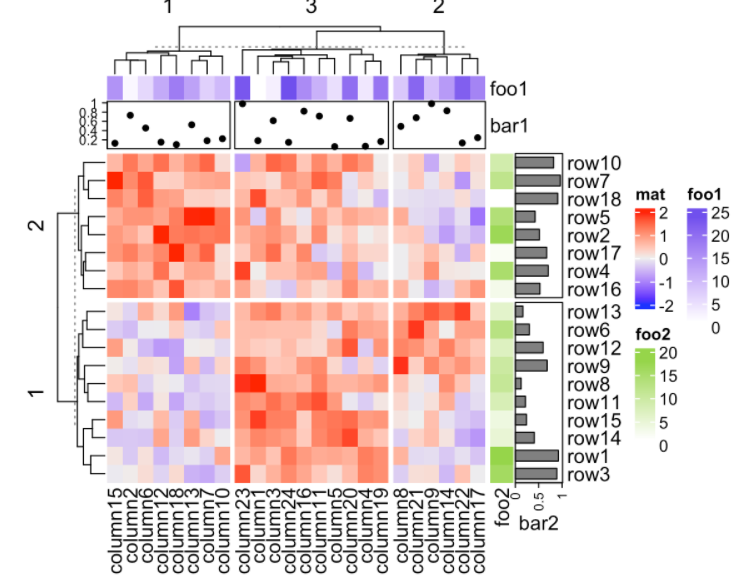 1 3 2
foo1
1
0.8
0.6
0.4
0.2
bar1
2
row10
row7
row18
row5
row2
row17
row4
row16
1
row13
row6
row12
row9
row8
row11
row15
row14
row1
row3
column15
column2
column6
column12
column18
column13
column7
column10
column23
column1
column3
column24
column16
column11
column5
column20
column4
column19
column8
column21
column9
column14
column22
column17
foo2
0 0.5 1
bar2
mat
2
1
0
-1
-2
foo1
25
20
15
10
5
0
foo2
20
15
10
5
0